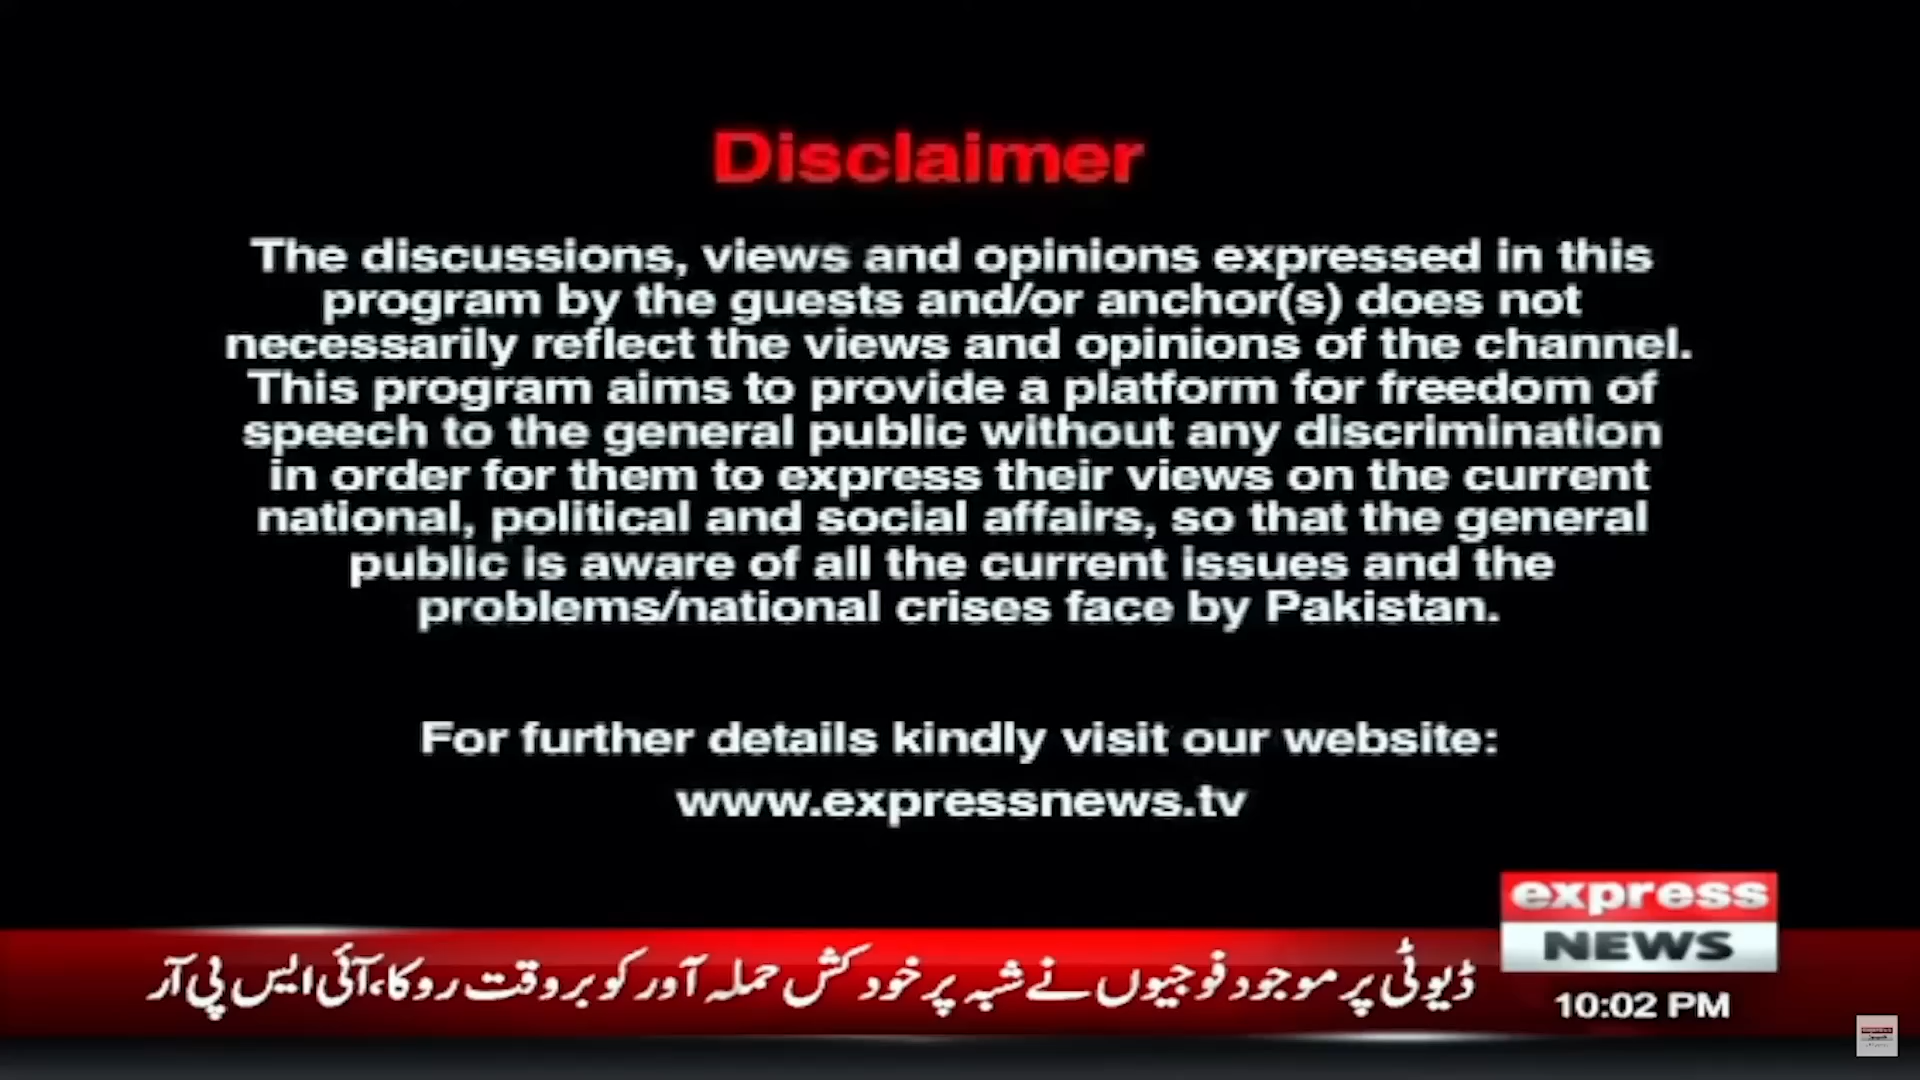 Disclaimer
The discussions, views and opinions expressed in this
program by the guests and/or anchor(s) does not
necessarily reflect the views and opinions of the channel.
This program aims to provide a platform for freedom of
speech to the general public without any discrimination
in order for them to express their views on the current
national, political and social affairs, so that the general
public is aware of all the current issues and the
problems/national crises face by Pakistan.
For further details kindly visit our website:
www.expressnews.tv
express
NEWS
ڈیوٹی پر موجود فوجیوں نے شبہ پر خودکش حملہ آور کو بروقت روکا،آئی ایس پی آر
10:02 PM